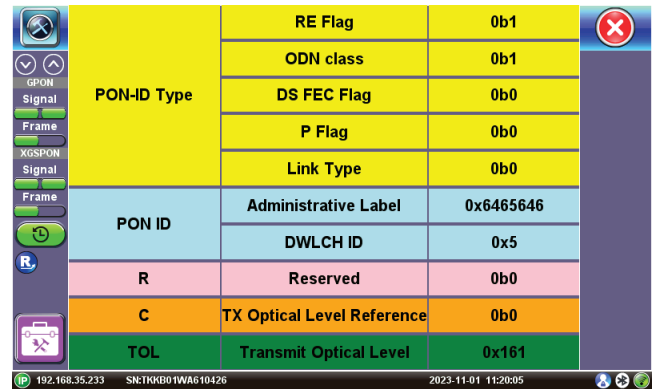 GPON
Signal
Frame
XGSPON
Signal
Frame
R
PON-ID Type
RE Flag 0b1
ODN class 0b1
DS FEC Flag 0b0
P Flag 0b0
Link Type 0b0
PON ID
Administrative Label 0x6465646
DWLCH ID 0x5
R Reserved 0b0
C TX Optical Level Reference 0b0
TOL Transmit Optical Level 0x161
IP 192.168.35.233 SN:TKKB01WA610426 2023-11-01 11:20:05